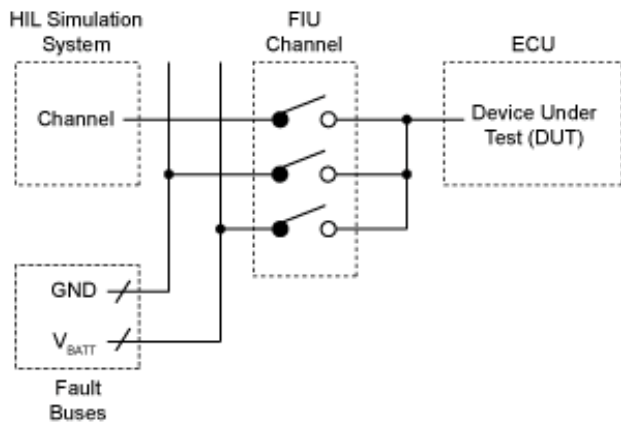 HIL Simulation
System
FIU
Channel
ECU
Channel
Device Under
Test (DUT)
GND
VBATT
Fault
Buses